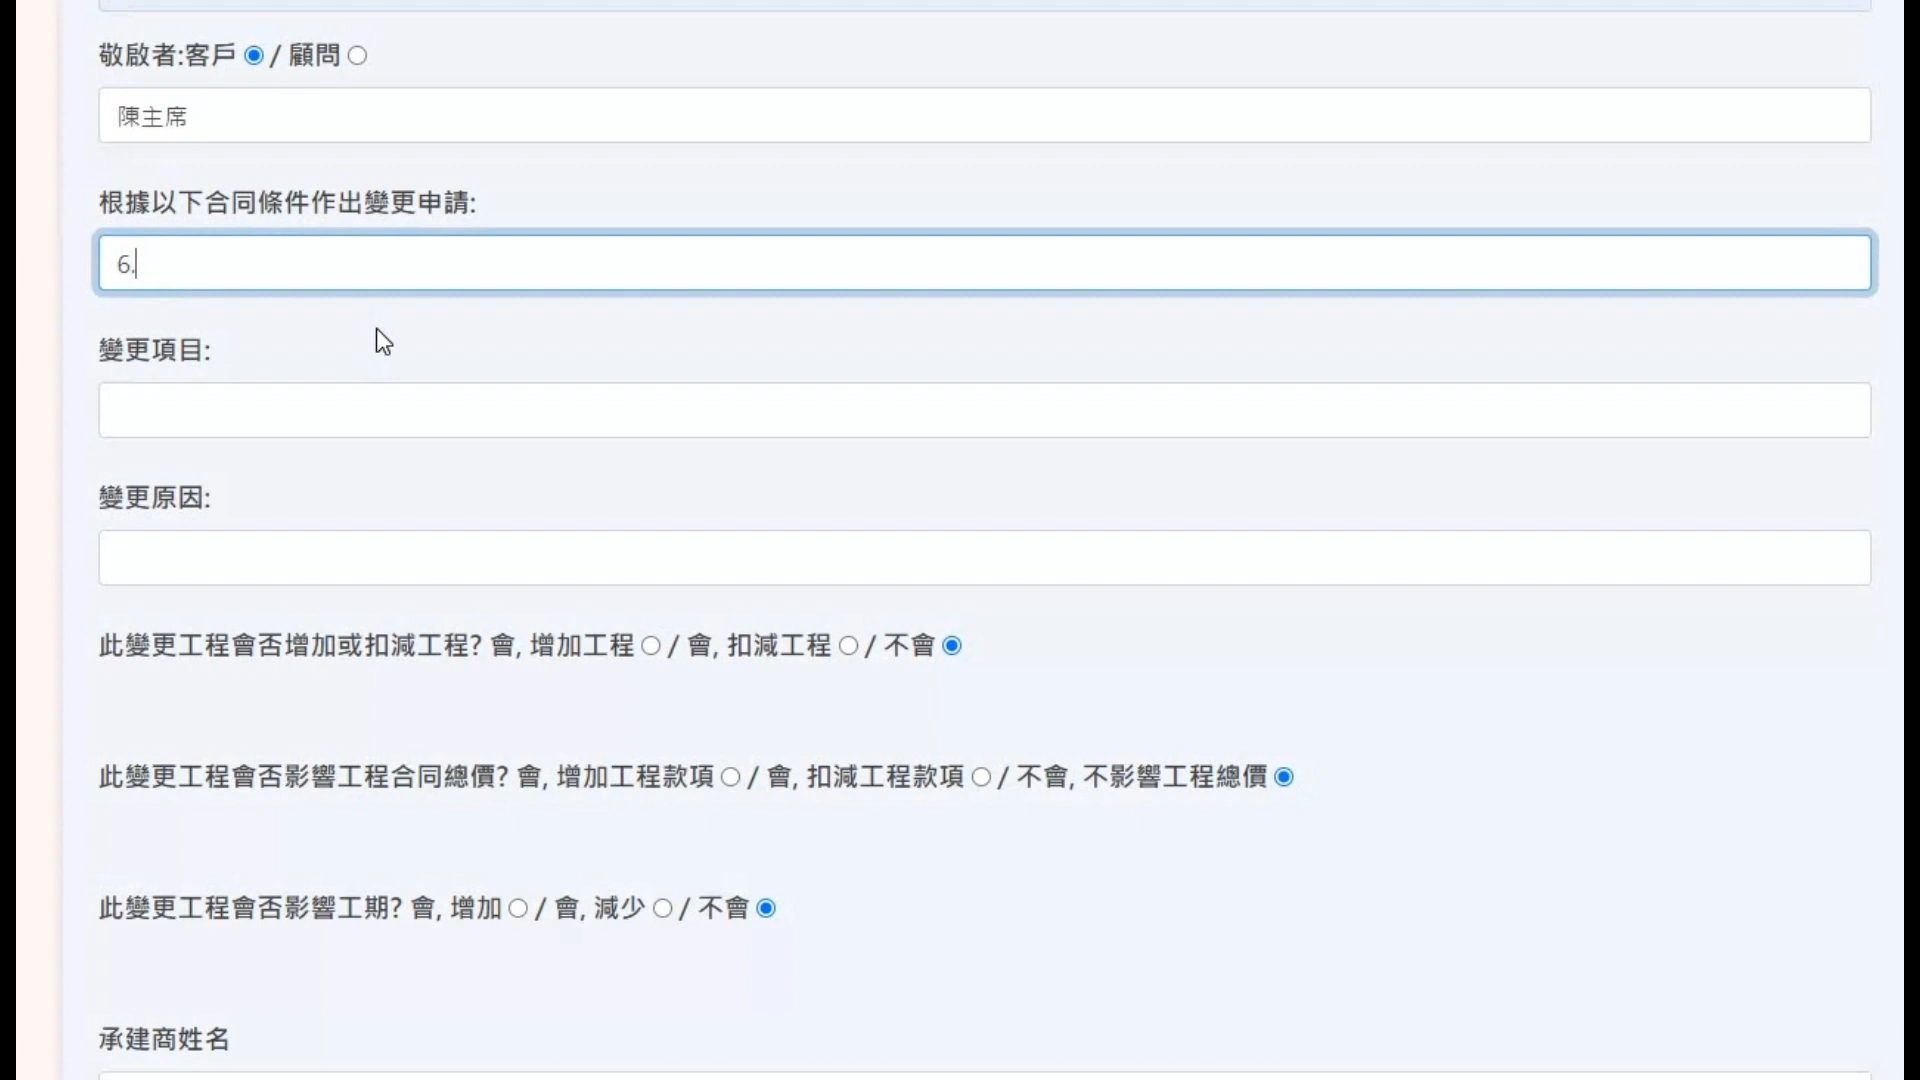 敬啟者:客戶 / 顧問
陳主席
根據以下合同條件作出變更申請:
6.
變更項目:
變更原因:
此變更工程會否增加或扣減工程? 會, 增加工程 / 會, 扣減工程 / 不會
此變更工程會否影響工程合同總價? 會, 增加工程款項 / 會, 扣減工程款項 / 不會, 不影響工程總價
此變更工程會否影響工期? 會, 增加 / 會, 減少 / 不會
承建商姓名